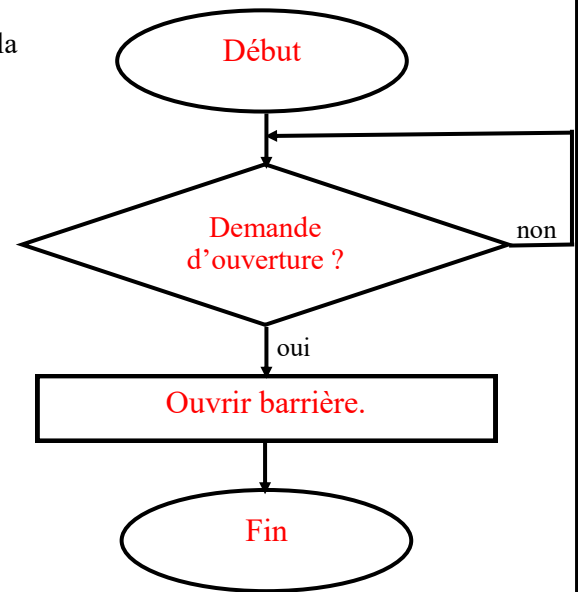 la
Début
Demande
d’ouverture ?
non
oui
Ouvrir barrière.
Fin